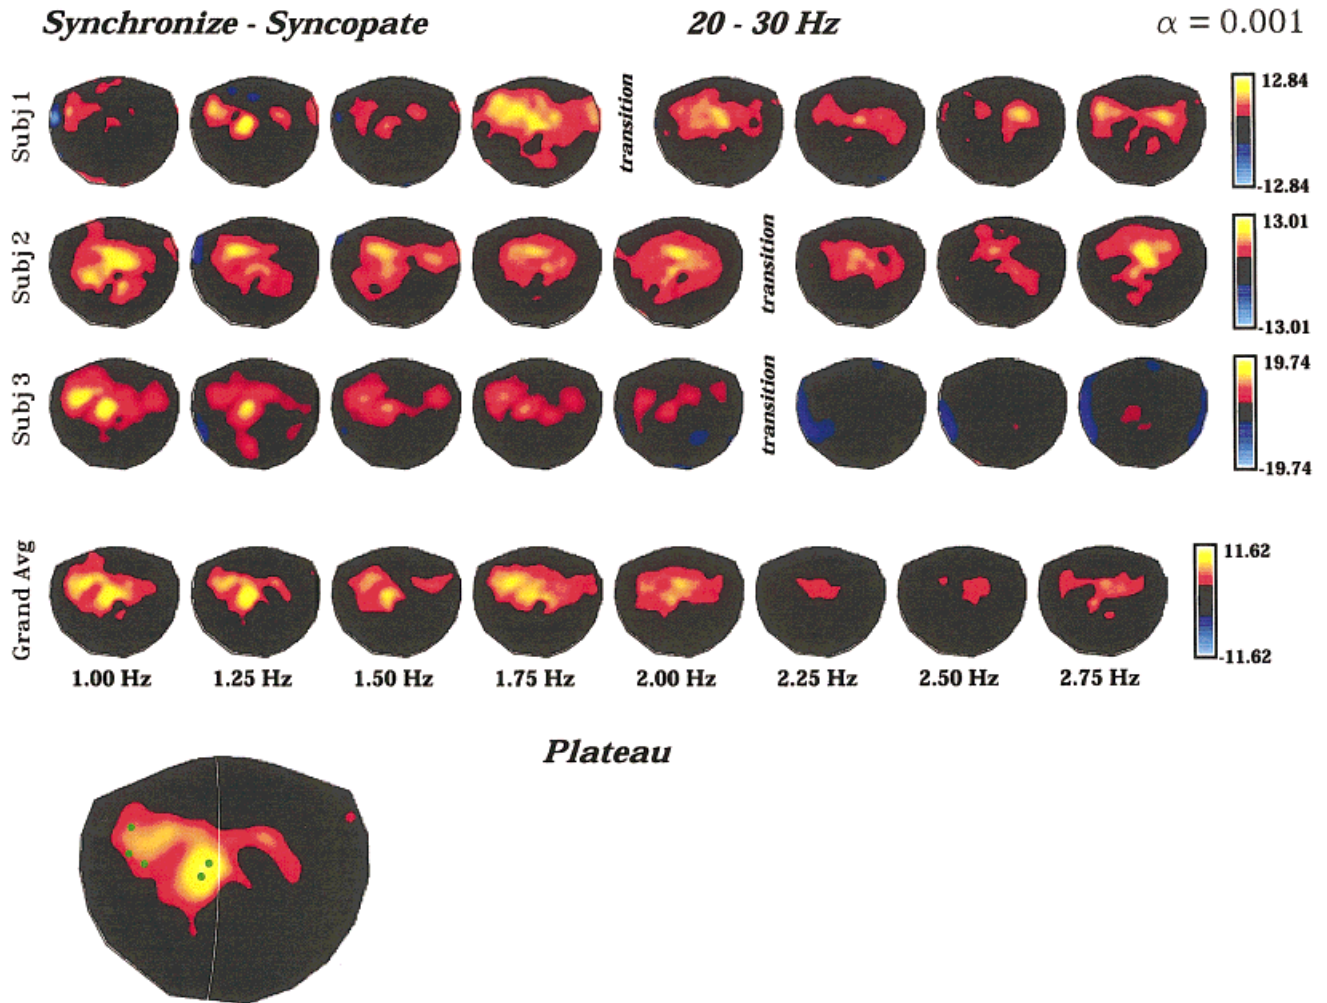 Synchronize - Syncopate 20 - 30 Hz α = 0.001
Subj 1 transition 12.84
-12.84
Subj 2 transition 13.01
-13.01
Subj 3 transition 19.74
-19.74
Grand Avg 11.62
-11.62
1.00 Hz 1.25 Hz 1.50 Hz 1.75 Hz 2.00 Hz 2.25 Hz 2.50 Hz 2.75 Hz
Plateau